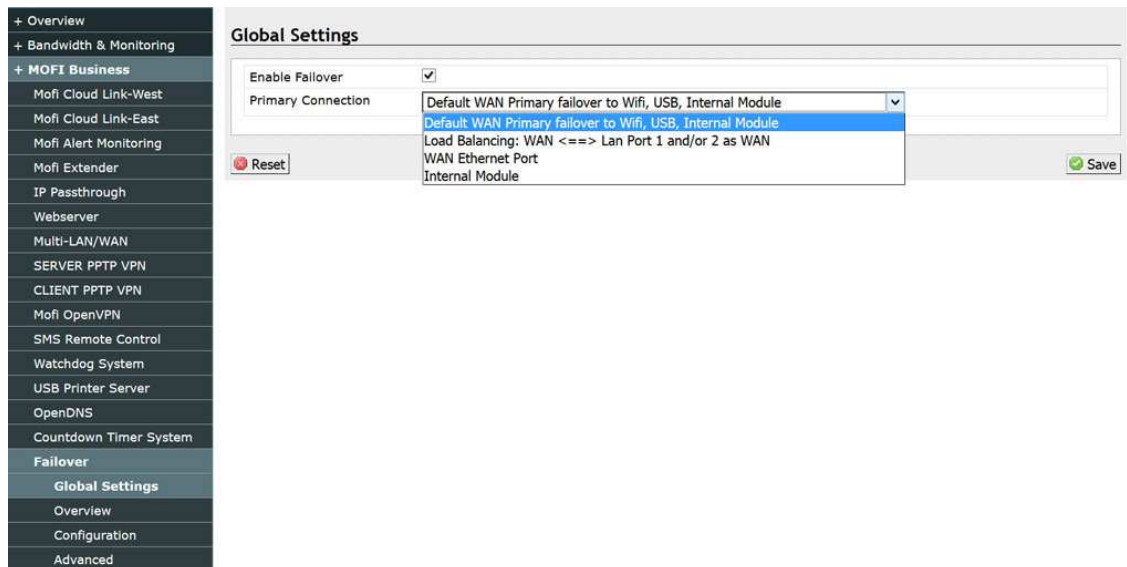 + Overview
+ Bandwidth & Monitoring
+ MOFI Business
Mofi Cloud Link-West
Mofi Cloud Link-East
Mofi Alert Monitoring
Mofi Extender
IP Passthrough
Webserver
Multi-LAN/WAN
SERVER PPTP VPN
CLIENT PPTP VPN
Mofi OpenVPN
SMS Remote Control
Watchdog System
USB Printer Server
OpenDNS
Countdown Timer System
Failover
Global Settings
Overview
Configuration
Advanced
Global Settings
Enable Failover
Primary Connection
Default WAN Primary failover to Wifi, USB, Internal Module
Default WAN Primary failover to Wifi, USB, Internal Module
Load Balancing: WAN <==> Lan Port 1 and/or 2 as WAN
WAN Ethernet Port
Internal Module
Reset
Save